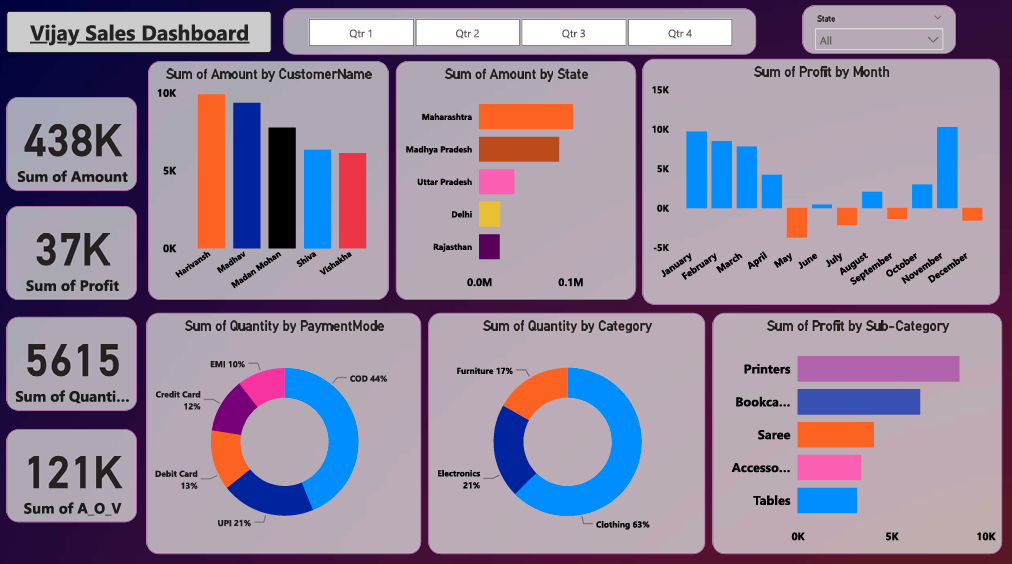 Vijay Sales Dashboard
Qtr 1
Qtr 2
Qtr 3
Qtr 4
State
All
438K
Sum of Amount
37K
Sum of Profit
5615
Sum of Quanti...
121K
Sum of A_O_V
Sum of Amount by CustomerName
10K
5K
0K
Harivansh
Madhav
Madan Mohan
Shiva
Vishakha
Sum of Amount by State
Maharashtra
Madhya Pradesh
Uttar Pradesh
Delhi
Rajasthan
0.0M
0.1M
Sum of Profit by Month
15K
10K
5K
0K
-5K
January
February
March
April
May
June
July
August
September
October
November
December
Sum of Quantity by PaymentMode
EMI 10%
COD 44%
Credit Card
12%
Debit Card
13%
UPI 21%
Sum of Quantity by Category
Furniture 17%
Electronics
21%
Clothing 63%
Sum of Profit by Sub-Category
Printers
Bookca...
Saree
Accesso...
Tables
0K
5K
10K